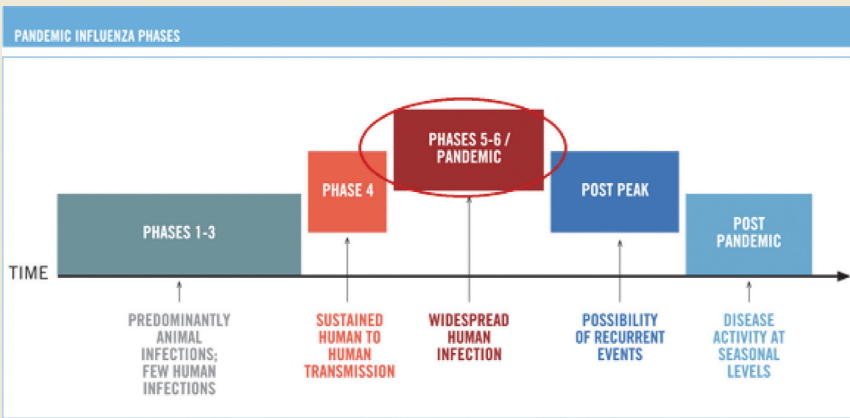 PANDEMIC INFLUENZA PHASES
PHASES 5-6 /
PANDEMIC
PHASE 4
POST PEAK
PHASES 1-3
POST
PANDEMIC
TIME
PREDOMINANTLY
ANIMAL
INFECTIONS;
FEW HUMAN
INFECTIONS
SUSTAINED
HUMAN TO
HUMAN
TRANSMISSION
WIDESPREAD
HUMAN
INFECTION
POSSIBILITY
OF RECURRENT
EVENTS
DISEASE
ACTIVITY AT
SEASONAL
LEVELS